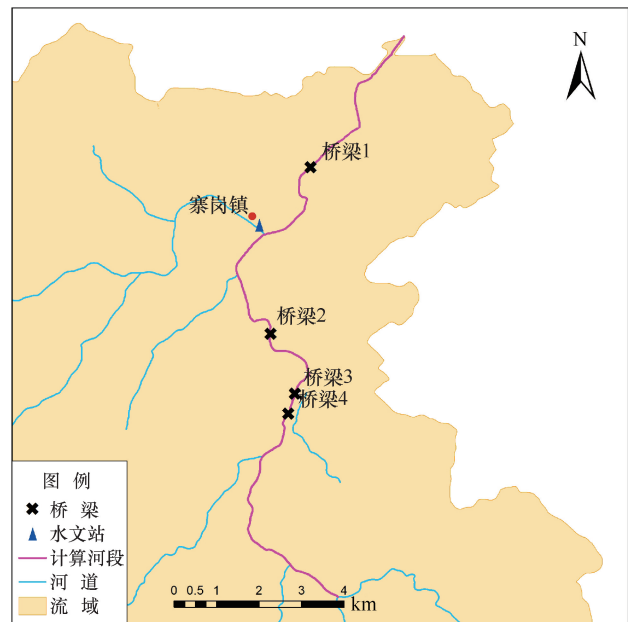 N
桥梁1
寨岗镇
桥梁2
桥梁3
桥梁4
图 例
桥 梁
水文站
计算河段
河 道
流 域
0 0.5 1 2 3 4
km